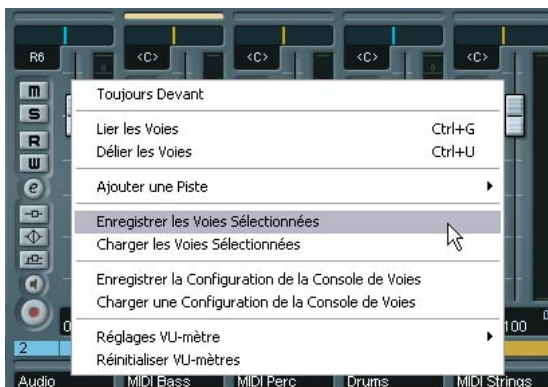 R6 <C> <C> <C> <C>
M
S
R
W
e
Toujours Devant
Lier les Voies Ctrl+G
Délier les Voies Ctrl+U
Ajouter une Piste
Enregistrer les Voies Sélectionnées
Charger les Voies Sélectionnées
Enregistrer la Configuration de la Console de Voies
Charger une Configuration de la Console de Voies
Réglages VU-mètre
Réinitialiser VU-mètres
100
2
Audio MIDI Bass MIDI Perc Drums MIDI Strings